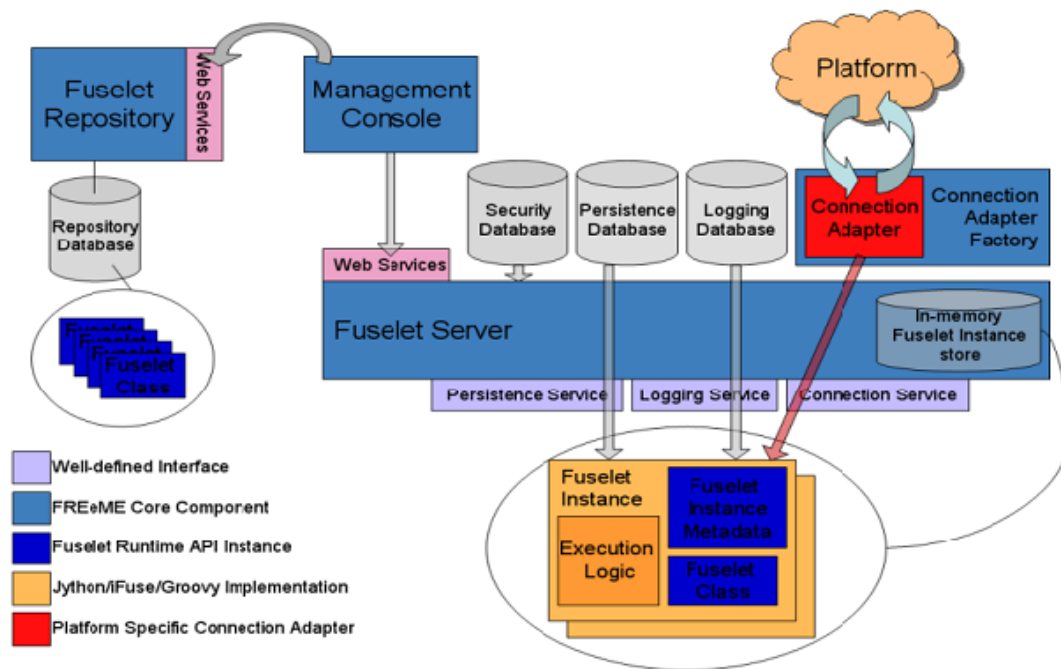 Fuselet
Repository
Web Services
Management
Console
Platform
Repository
Database
Security
Database
Persistence
Database
Logging
Database
Connection
Adapter
Connection
Adapter
Factory
Web Services
Fuselet Server
In-memory
Fuselet Instance
store
Persistence Service
Logging Service
Connection Service
Fuselet
Fuselet
Fuselet
Fuselet
Class
Well-defined Interface
FREeME Core Component
Fuselet Runtime API Instance
Jython/iFuse/Groovy Implementation
Platform Specific Connection Adapter
Fuselet
Instance
Execution
Logic
Fuselet
Instance
Metadata
Fuselet
Class